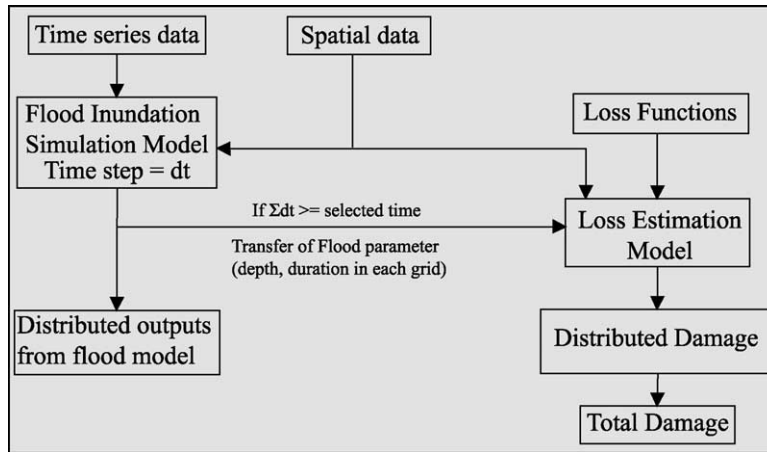 Time series data
Spatial data
Flood Inundation
Simulation Model
Time step = dt
Loss Functions
If Σdt >= selected time
Transfer of Flood parameter
(depth, duration in each grid)
Loss Estimation
Model
Distributed outputs
from flood model
Distributed Damage
Total Damage